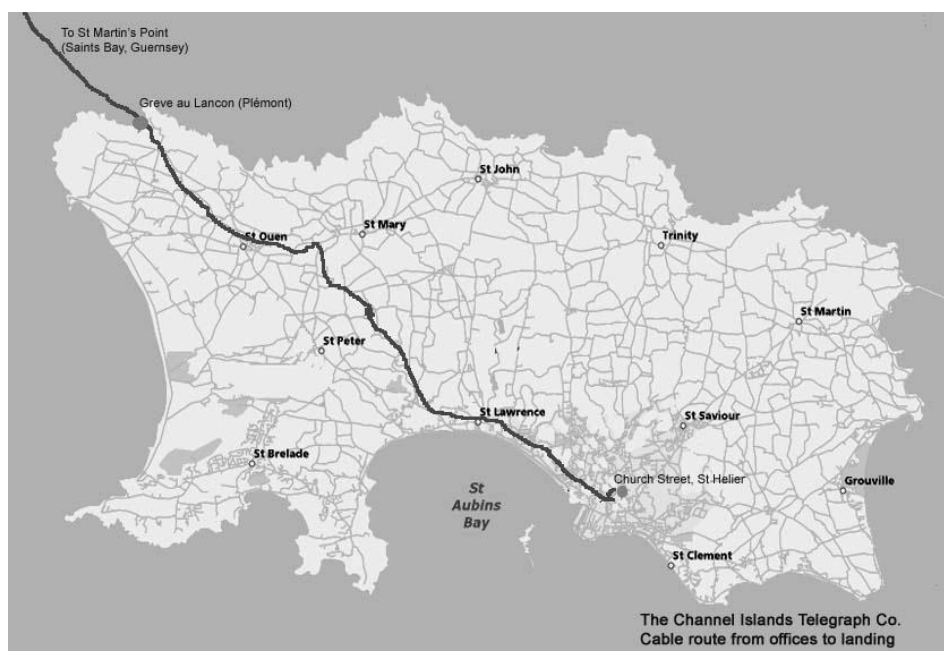 To St Martin's Point
(Saints Bay, Guernsey)
Greve au Lancon (Plémont)
St John
St Mary
St Ouen
Trinity
St Martin
St Peter
St Lawrence
St Saviour
St Brelade
Church Street, St Helier
Grouville
St
Aubins
Bay
St Clement
The Channel Islands Telegraph Co.
Cable route from offices to landing